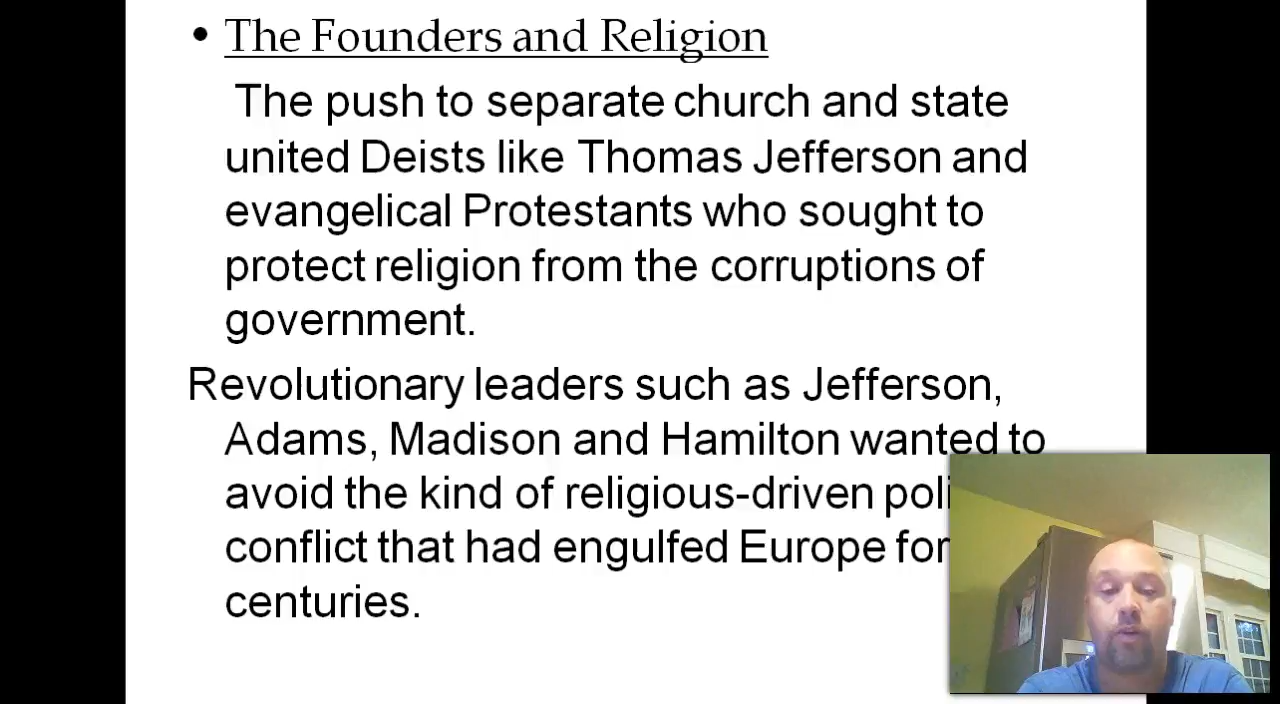 • The Founders and Religion
The push to separate church and state
united Deists like Thomas Jefferson and
evangelical Protestants who sought to
protect religion from the corruptions of
government.
Revolutionary leaders such as Jefferson,
Adams, Madison and Hamilton wanted to
avoid the kind of religious-driven
conflict that had engulfed Europe for
centuries.